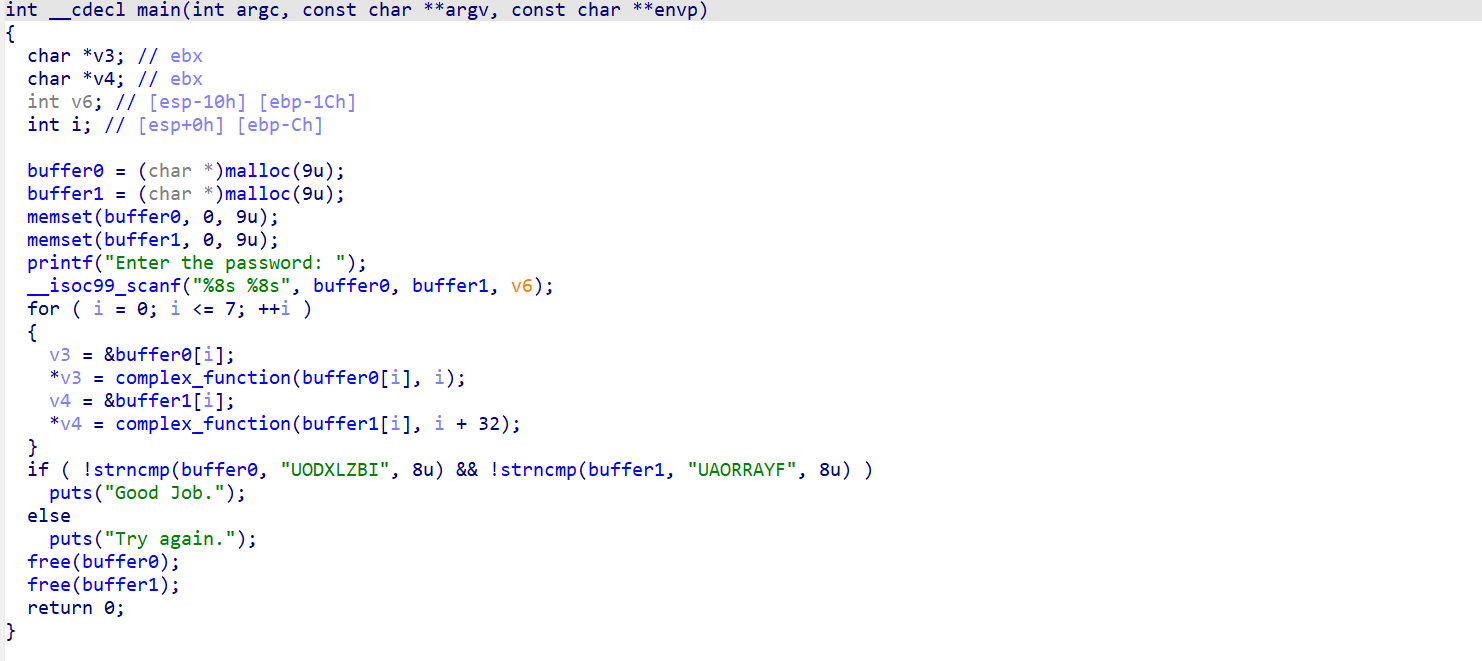 int __cdecl main(int argc, const char **argv, const char **envp)
{
  char *v3; // ebx
  char *v4; // ebx
  int v6; // [esp-10h] [ebp-1Ch]
  int i; // [esp+0h] [ebp-Ch]

  buffer0 = (char *)malloc(9u);
  buffer1 = (char *)malloc(9u);
  memset(buffer0, 0, 9u);
  memset(buffer1, 0, 9u);
  printf("Enter the password: ");
  __isoc99_scanf("%8s %8s", buffer0, buffer1, v6);
  for ( i = 0; i <= 7; ++i )
  {
    v3 = &buffer0[i];
    *v3 = complex_function(buffer0[i], i);
    v4 = &buffer1[i];
    *v4 = complex_function(buffer1[i], i + 32);
  }
  if ( !strncmp(buffer0, "UODXLZBI", 8u) && !strncmp(buffer1, "UAORRAYF", 8u) )
    puts("Good Job.");
  else
    puts("Try again.");
  free(buffer0);
  free(buffer1);
  return 0;
}